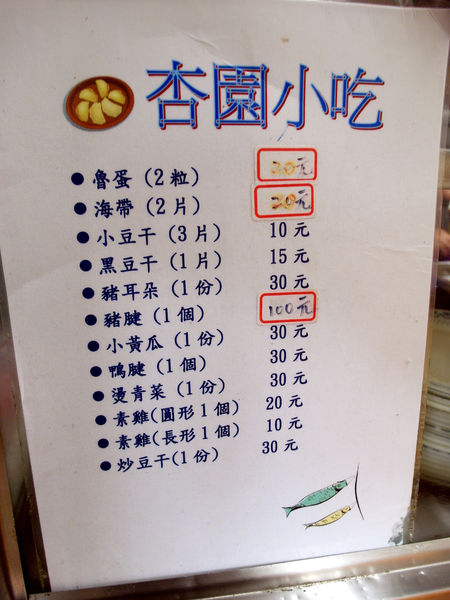 杏園小吃
魯蛋 (2粒) 20元
海帶 (2片) 20元
小豆干 (3片) 10元
黑豆干 (1片) 15元
豬耳朵 (1份) 30元
豬腱 (1個) 100元
小黃瓜 (1份) 30元
鴨腱 (1個) 30元
燙青菜 (1份) 30元
素雞(圓形1個) 20元
素雞(長形1個) 10元
炒豆干(1份) 30元